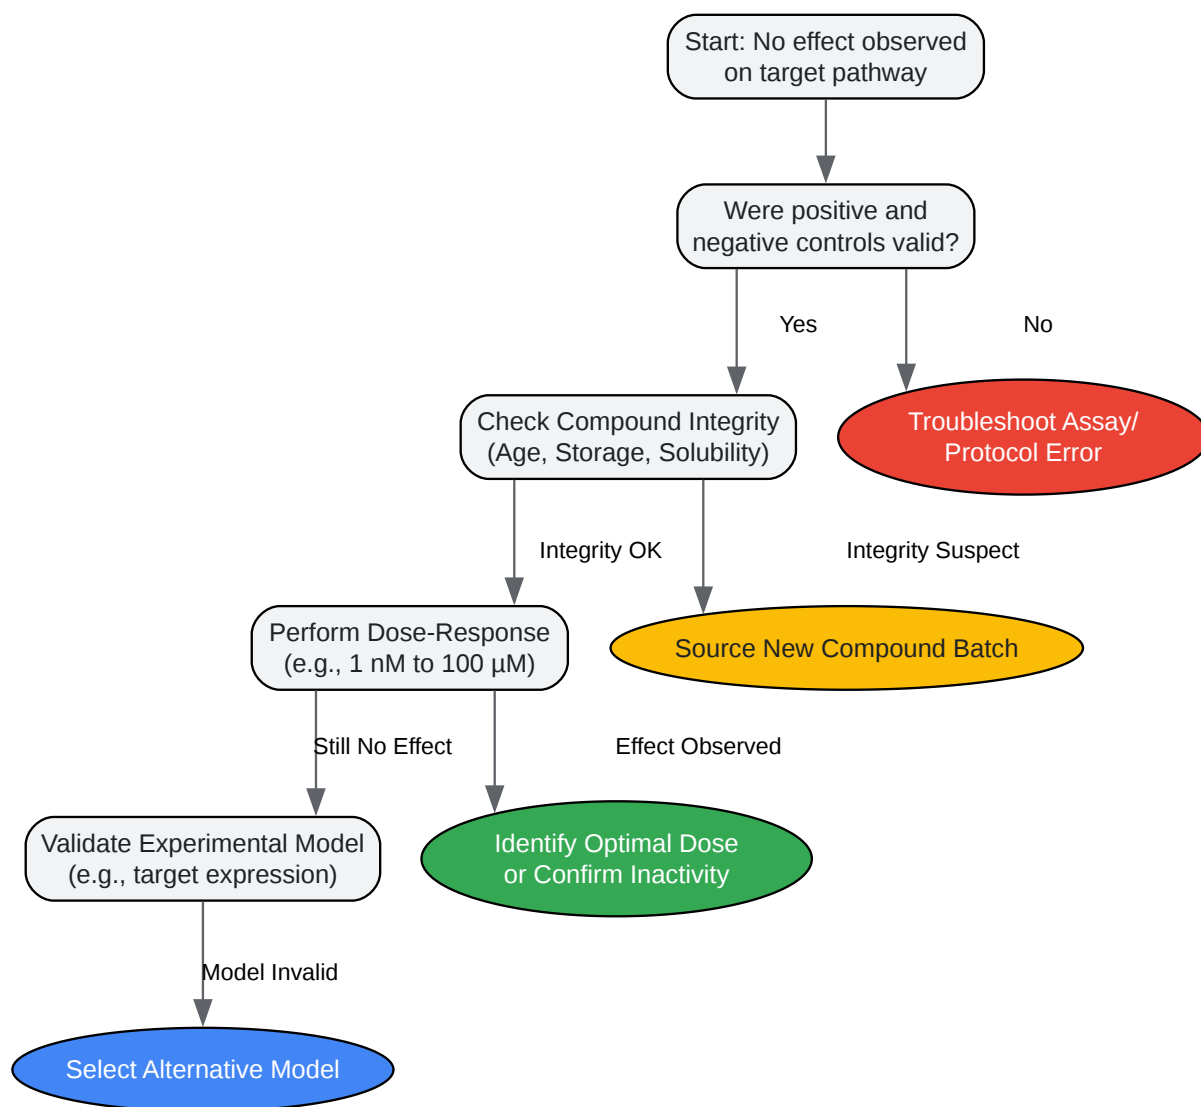 Start: No effect observed
on target pathway
Were positive and
negative controls valid?
Yes
No
Check Compound Integrity
(Age, Storage, Solubility)
Troubleshoot Assay/
Protocol Error
Integrity OK
Integrity Suspect
Perform Dose-Response
(e.g., 1 nM to 100 µM)
Source New Compound Batch
Still No Effect
Effect Observed
Validate Experimental Model
(e.g., target expression)
Identify Optimal Dose
or Confirm Inactivity
Model Invalid
Select Alternative Model